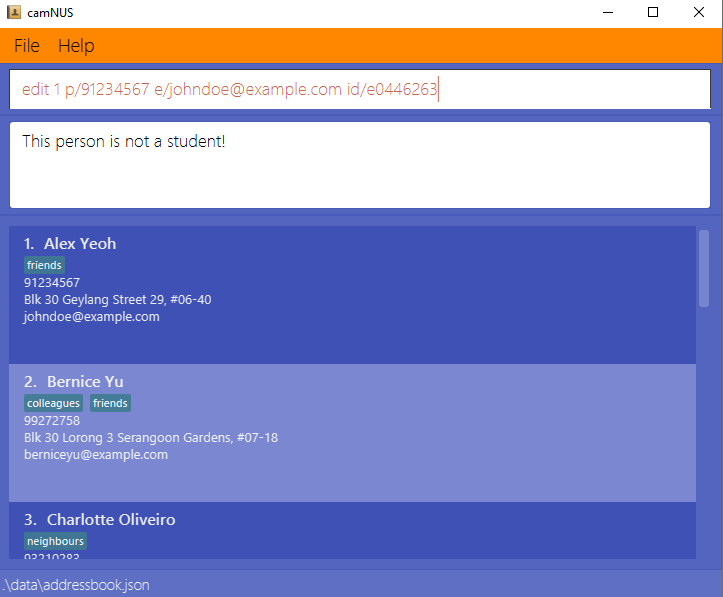 camNUS
File Help
edit 1 p/91234567 e/johndoe@example.com id/e0446263
This person is not a student!
1. Alex Yeoh
friends
91234567
Blk 30 Geylang Street 29, #06-40
johndoe@example.com
2. Bernice Yu
colleagues friends
99272758
Blk 30 Lorong 3 Serangoon Gardens, #07-18
berniceyu@example.com
3. Charlotte Oliveiro
neighbours
93210283
.\data\addressbook.json